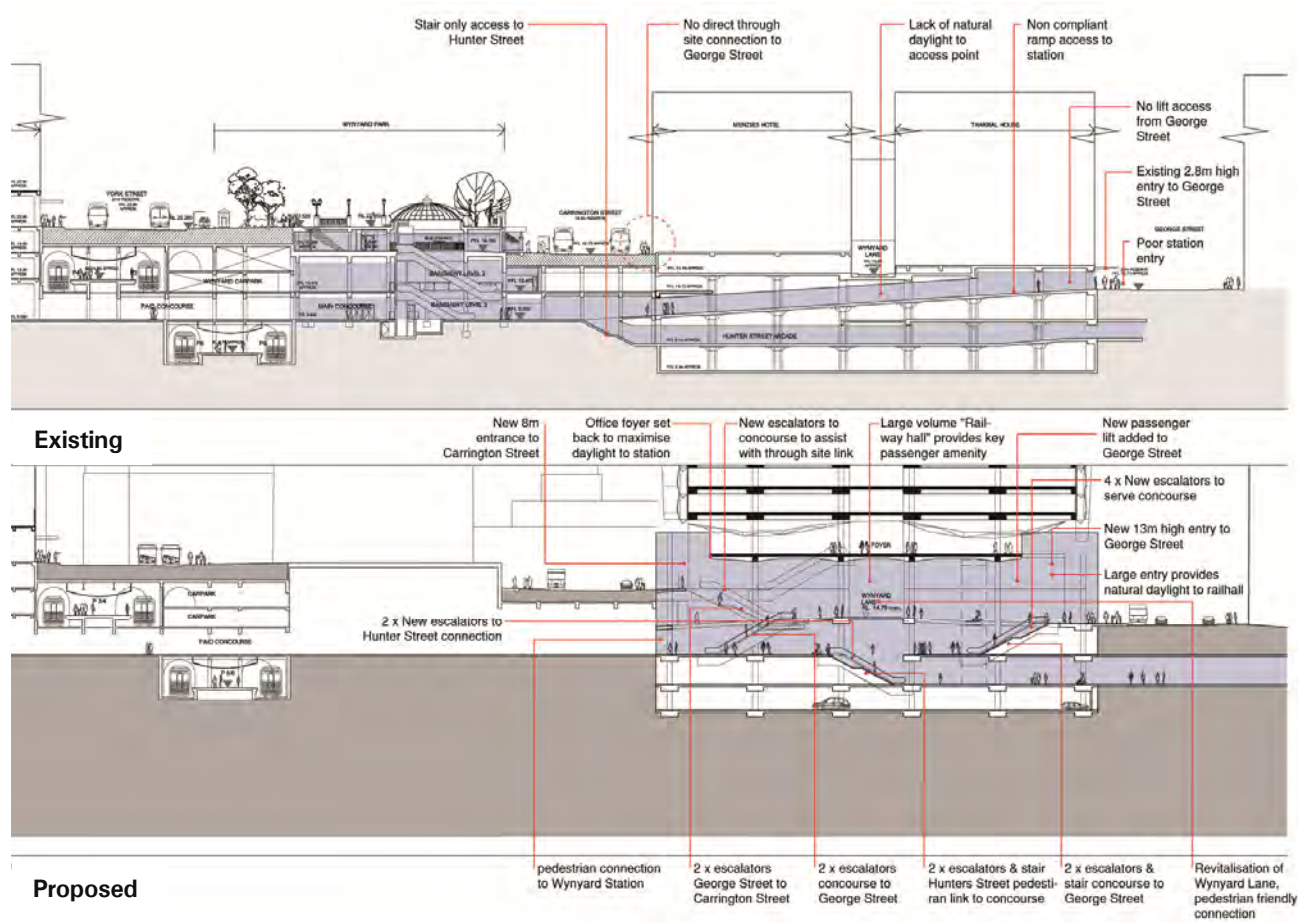 Stair only access to
Hunter Street
No direct through
site connection to
George Street
Lack of natural
daylight to
access point
Non compliant
ramp access to
station
No lift access
from George
Street
Existing 2.8m high
entry to George
Street
GEORGE STREET
Poor station
entry
WYNYARD PARK
MENZIES HOTEL
THAKRAL HOUSE
YORK STREET
CARRINGTON STREET
WYNYARD
LANE
WYNYARD CARPARK
BASEMENT LEVEL 2
PAID CONCOURSE
MAIN CONCOURSE
BASEMENT LEVEL 3
HUNTER STREET ARCADE
Existing
New 8m
entrance to
Carrington Street
Office foyer set
back to maximise
daylight to station
New escalators to
concourse to assist
with through site link
Large volume "Rail-
way hall" provides key
passenger amenity
New passenger
lift added to
George Street
4 x New escalators to
serve concourse
New 13m high entry to
George Street
Large entry provides
natural daylight to railhall
FOYER
WYNYARD
LANE
CARPARK
CARPARK
P 3/4
PAID CONCOURSE
P 5/6
2 x New escalators to
Hunter Street connection
pedestrian connection
to Wynyard Station
2 x escalators
George Street to
Carrington Street
2 x escalators
concourse to
George Street
2 x escalators & stair
Hunters Street pedesti-
ran link to concourse
2 x escalators &
stair concourse to
George Street
Revitalisation of
Wynyard Lane,
pedestrian friendly
connection
Proposed